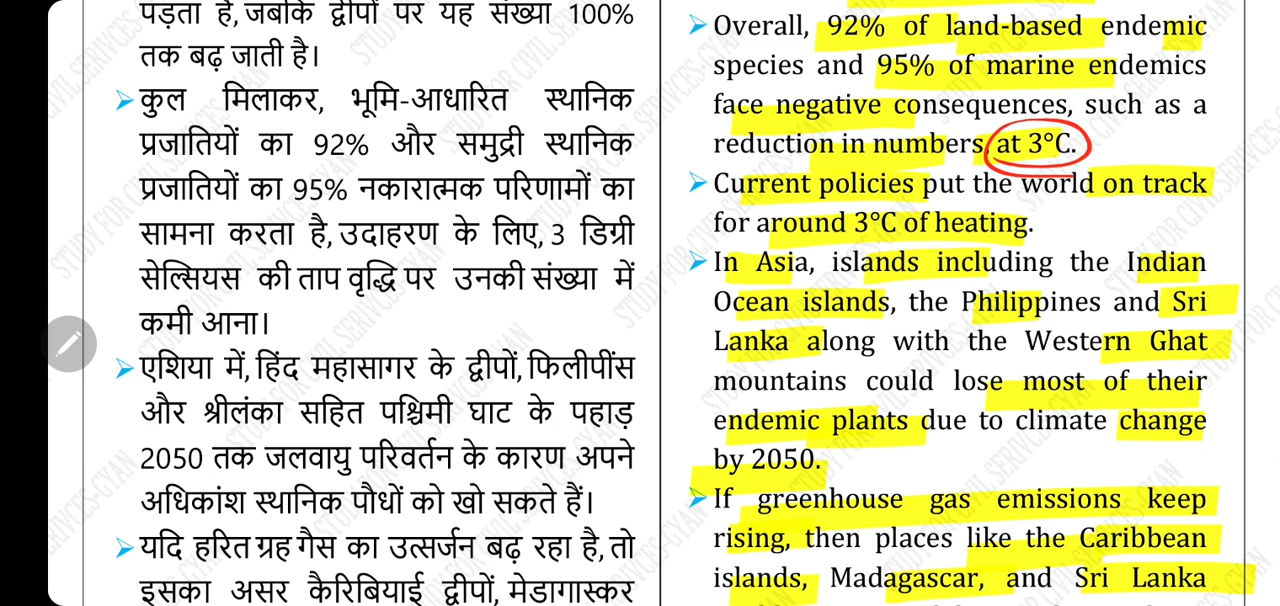 पड़ता है, जबकि द्वीपों पर यह संख्या 100%
तक बढ़ जाती है।
➢ कुल मिलाकर, भूमि-आधारित स्थानिक
प्रजातियों का 92% और समुद्री स्थानिक
प्रजातियों का 95% नकारात्मक परिणामों का
सामना करता है, उदाहरण के लिए, 3 डिग्री
सेल्सियस की ताप वृद्धि पर उनकी संख्या में
कमी आना।
➢ एशिया में, हिंद महासागर के द्वीपों, फिलीपींस
और श्रीलंका सहित पश्चिमी घाट के पहाड़
2050 तक जलवायु परिवर्तन के कारण अपने
अधिकांश स्थानिक पौधों को खो सकते हैं।
➢ यदि हरित ग्रह गैस का उत्सर्जन बढ़ रहा है, तो
इसका असर कैरिबियाई द्वीपों, मेडागास्कर
➢ Overall, 92% of land-based endemic
species and 95% of marine endemics
face negative consequences, such as a
reduction in numbers, at 3°C.
➢ Current policies put the world on track
for around 3°C of heating.
➢ In Asia, islands including the Indian
Ocean islands, the Philippines and Sri
Lanka along with the Western Ghat
mountains could lose most of their
endemic plants due to climate change
by 2050.
➢ If greenhouse gas emissions keep
rising, then places like the Caribbean
islands, Madagascar, and Sri Lanka